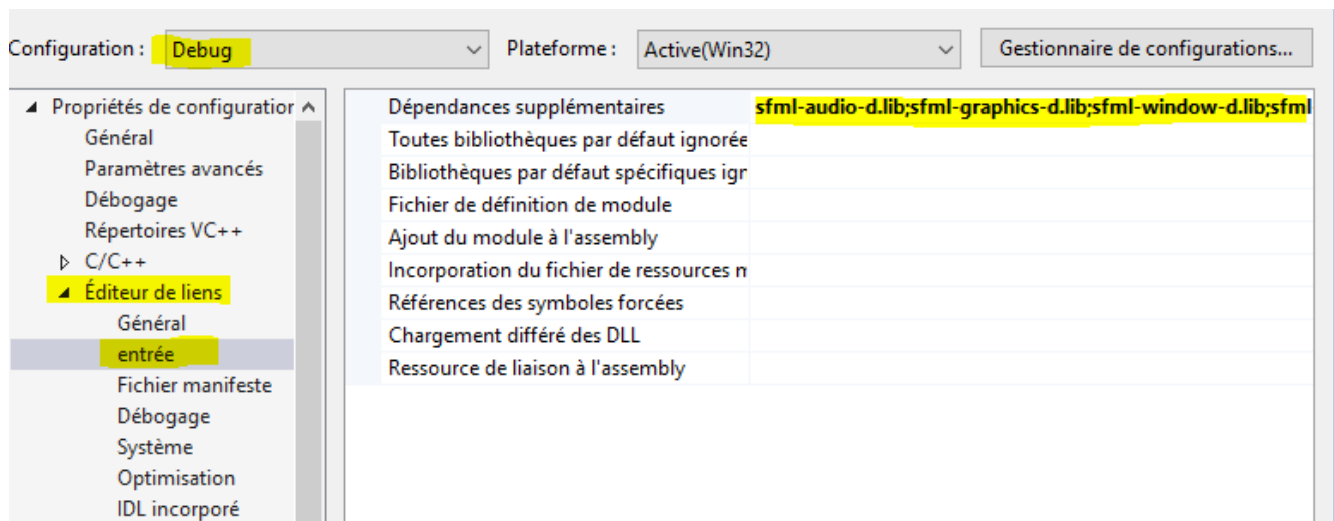 Configuration : Debug Plateforme : Active(Win32) Gestionnaire de configurations...
Propriétés de configuration
Général
Paramètres avancés
Débogage
Répertoires VC++
C/C++
Éditeur de liens
Général
entrée
Fichier manifeste
Débogage
Système
Optimisation
IDL incorporé
Dépendances supplémentaires sfml-audio-d.lib;sfml-graphics-d.lib;sfml-window-d.lib;sfml
Toutes bibliothèques par défaut ignorée
Bibliothèques par défaut spécifiques ign
Fichier de définition de module
Ajout du module à l'assembly
Incorporation du fichier de ressources m
Références des symboles forcées
Chargement différé des DLL
Ressource de liaison à l'assembly